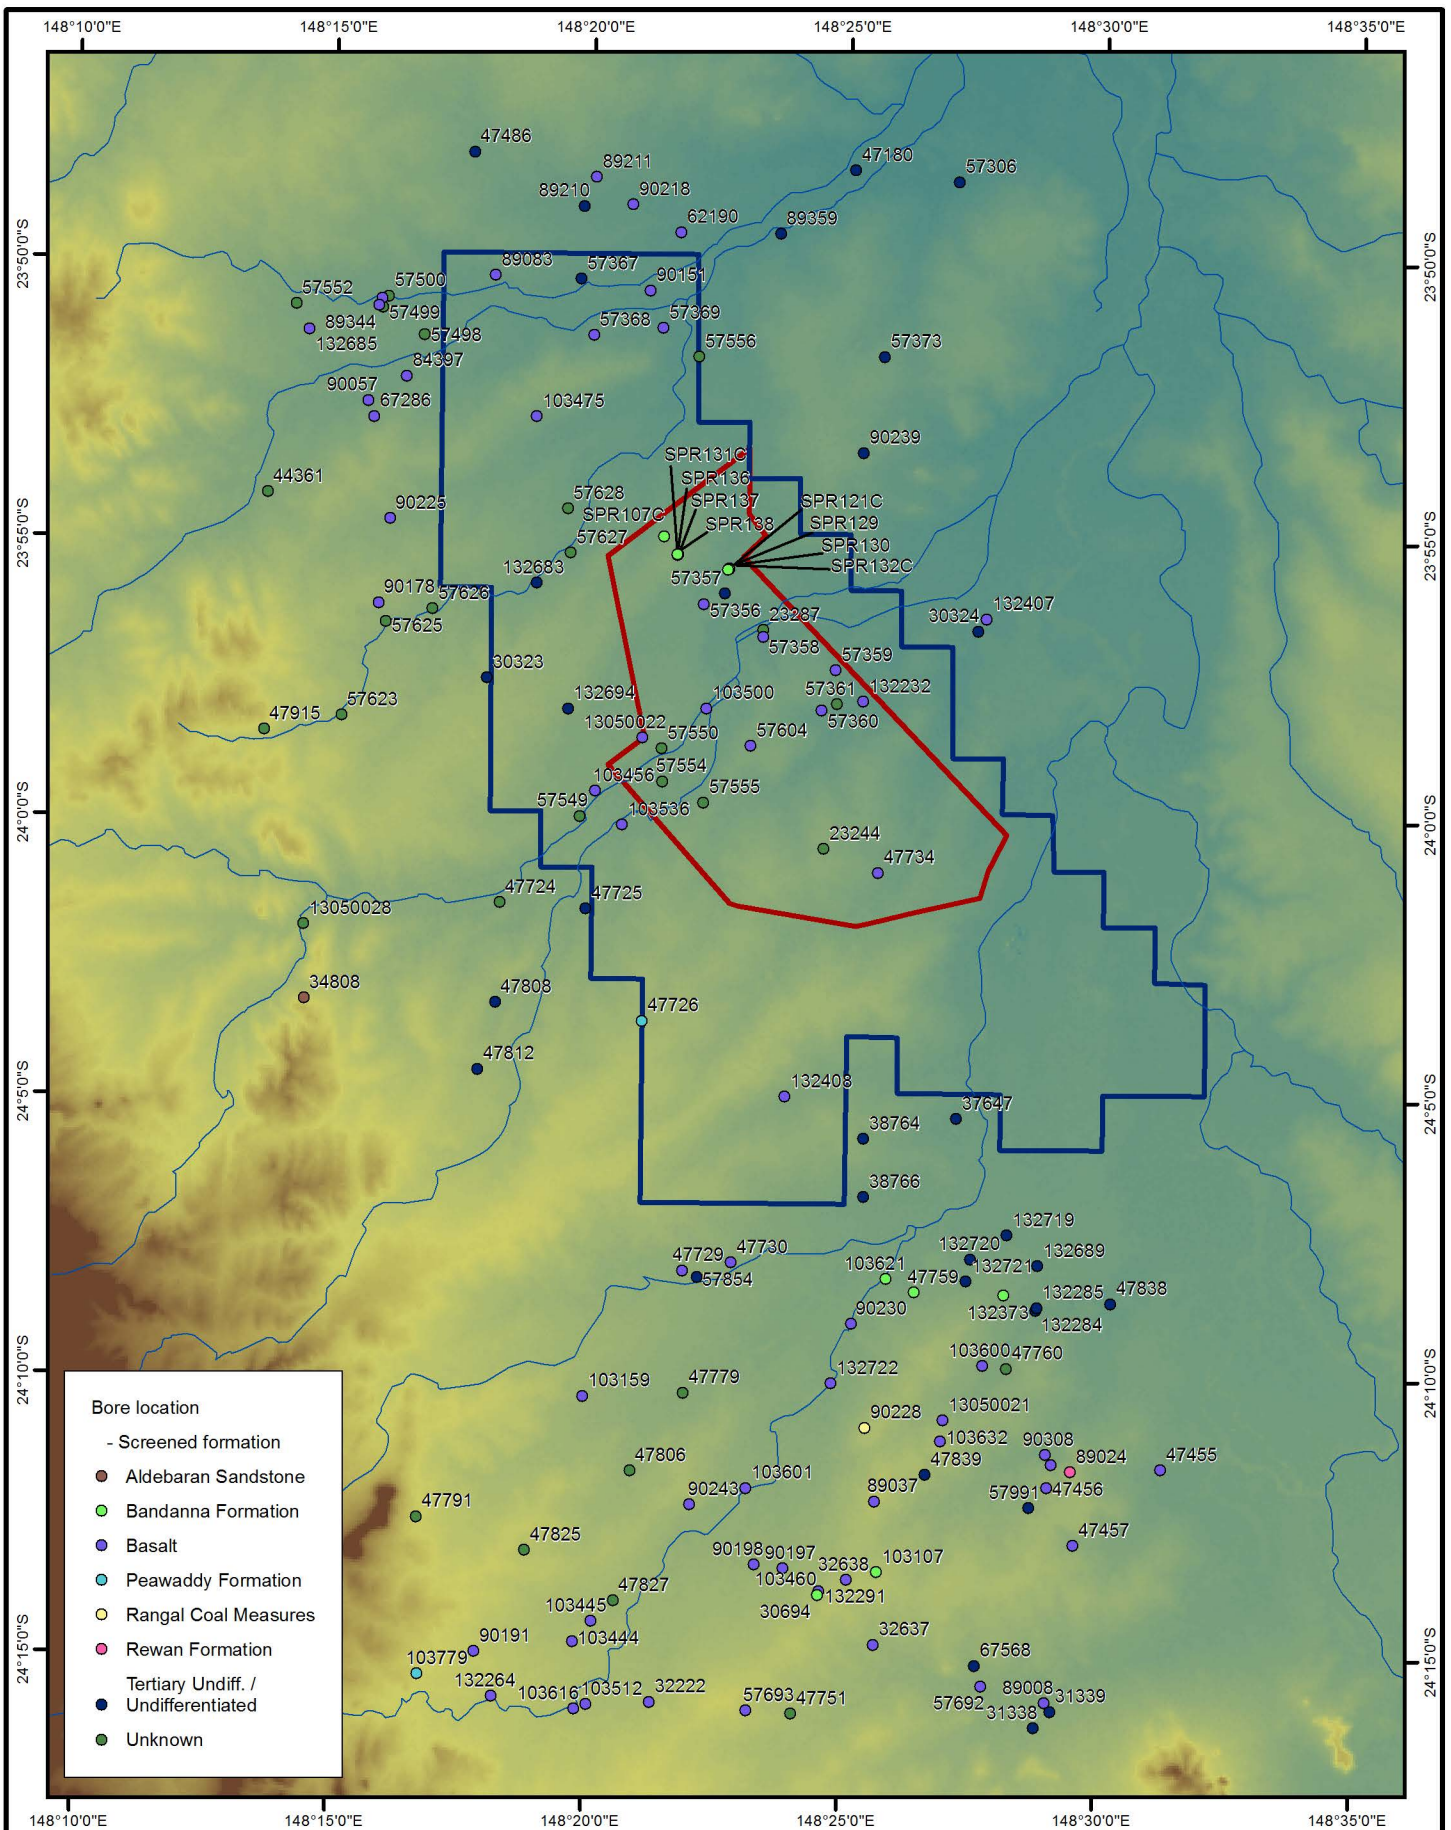 148°10'0"E
148°15'0"E
148°20'0"E
148°25'0"E
148°30'0"E
148°35'0"E
47486
89211
47180
57306
89210
90218
62190
89359
23°50'0"S
23°50'0"S
89083
57367
90151
57552
57500
57499
89344
132685
57498
57368
57369
57556
57373
84397
90057
67286
103475
90239
SPR131C
SPR136
44361
57628
SPR137
SPR121C
90225
SPR107C
SPR138
SPR129
23°55'0"S
23°55'0"S
57627
SPR130
132683
57357
SPR132C
90178
57626
57356
23287
30324
132407
57625
57358
30323
57359
132694
103500
57361
132232
47915
57623
13050022
57550
57604
57360
103456
57554
57555
57549
103536
24°0'0"S
24°0'0"S
23244
47734
47724
47725
13050028
34808
47808
47726
47812
132408
24°5'0"S
24°5'0"S
37647
38764
38766
132719
47729
47730
132720
132689
57854
103621
47759
132721
132285
47838
90230
132373
132284
103600
47760
24°10'0"S
24°10'0"S
103159
47779
132722
90228
13050021
103632
90308
89024
47455
47806
103601
47839
90243
89037
57991
47456
47791
47825
47457
90198
90197
32638
103107
103460
132291
47827
30694
103445
103444
32637
90191
24°15'0"S
24°15'0"S
103779
67568
132264
103616
103512
32222
57693
47751
57692
89008
31339
31338
Bore location
- Screened formation
Aldebaran Sandstone
Bandanna Formation
Basalt
Peawaddy Formation
Rangal Coal Measures
Rewan Formation
Tertiary Undiff. /
Undifferentiated
Unknown
148°10'0"E
148°15'0"E
148°20'0"E
148°25'0"E
148°30'0"E
148°35'0"E